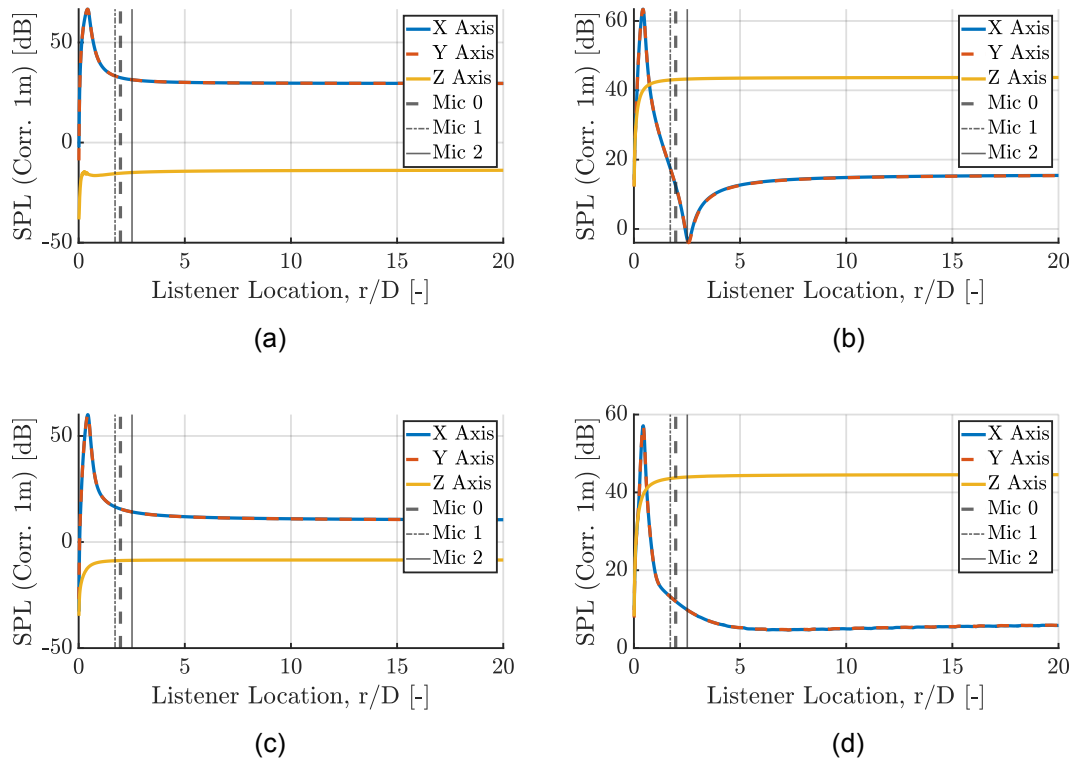 SPL (Corr. 1m) [dB]
50
0
-50
0
5
10
15
20
Listener Location, r/D [-]
X Axis
Y Axis
Z Axis
Mic 0
Mic 1
Mic 2
(a)
SPL (Corr. 1m) [dB]
60
40
20
0
0
5
10
15
20
Listener Location, r/D [-]
X Axis
Y Axis
Z Axis
Mic 0
Mic 1
Mic 2
(b)
SPL (Corr. 1m) [dB]
50
0
-50
0
5
10
15
20
Listener Location, r/D [-]
X Axis
Y Axis
Z Axis
Mic 0
Mic 1
Mic 2
(c)
SPL (Corr. 1m) [dB]
60
40
20
0
0
5
10
15
20
Listener Location, r/D [-]
X Axis
Y Axis
Z Axis
Mic 0
Mic 1
Mic 2
(d)